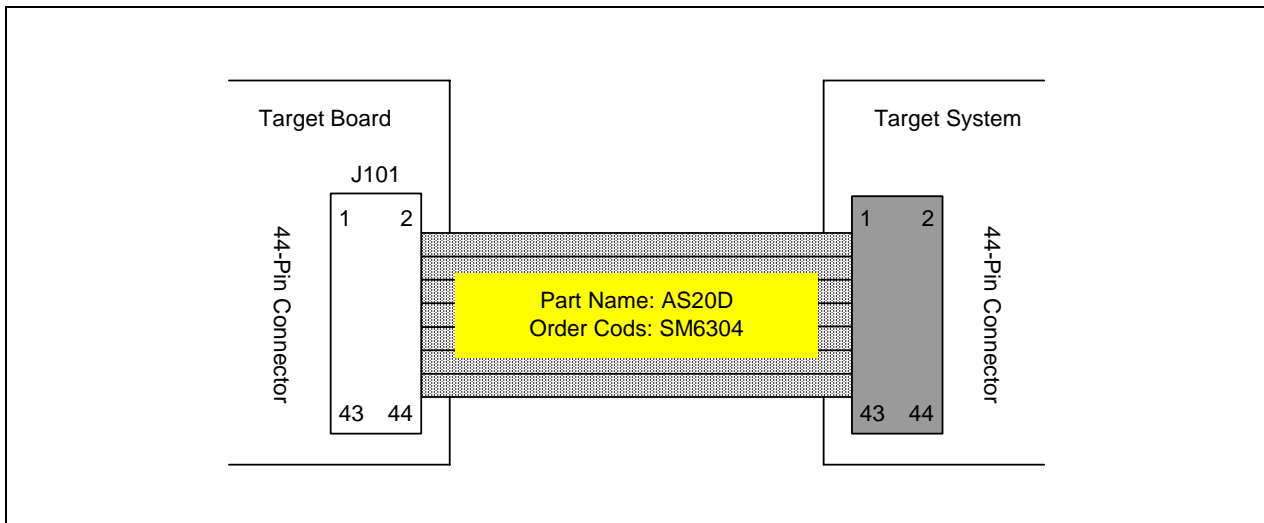 Target Board
Target System
J101
1 2
1 2
44-Pin Connector
44-Pin Connector
Part Name: AS20D
Order Cods: SM6304
43 44
43 44